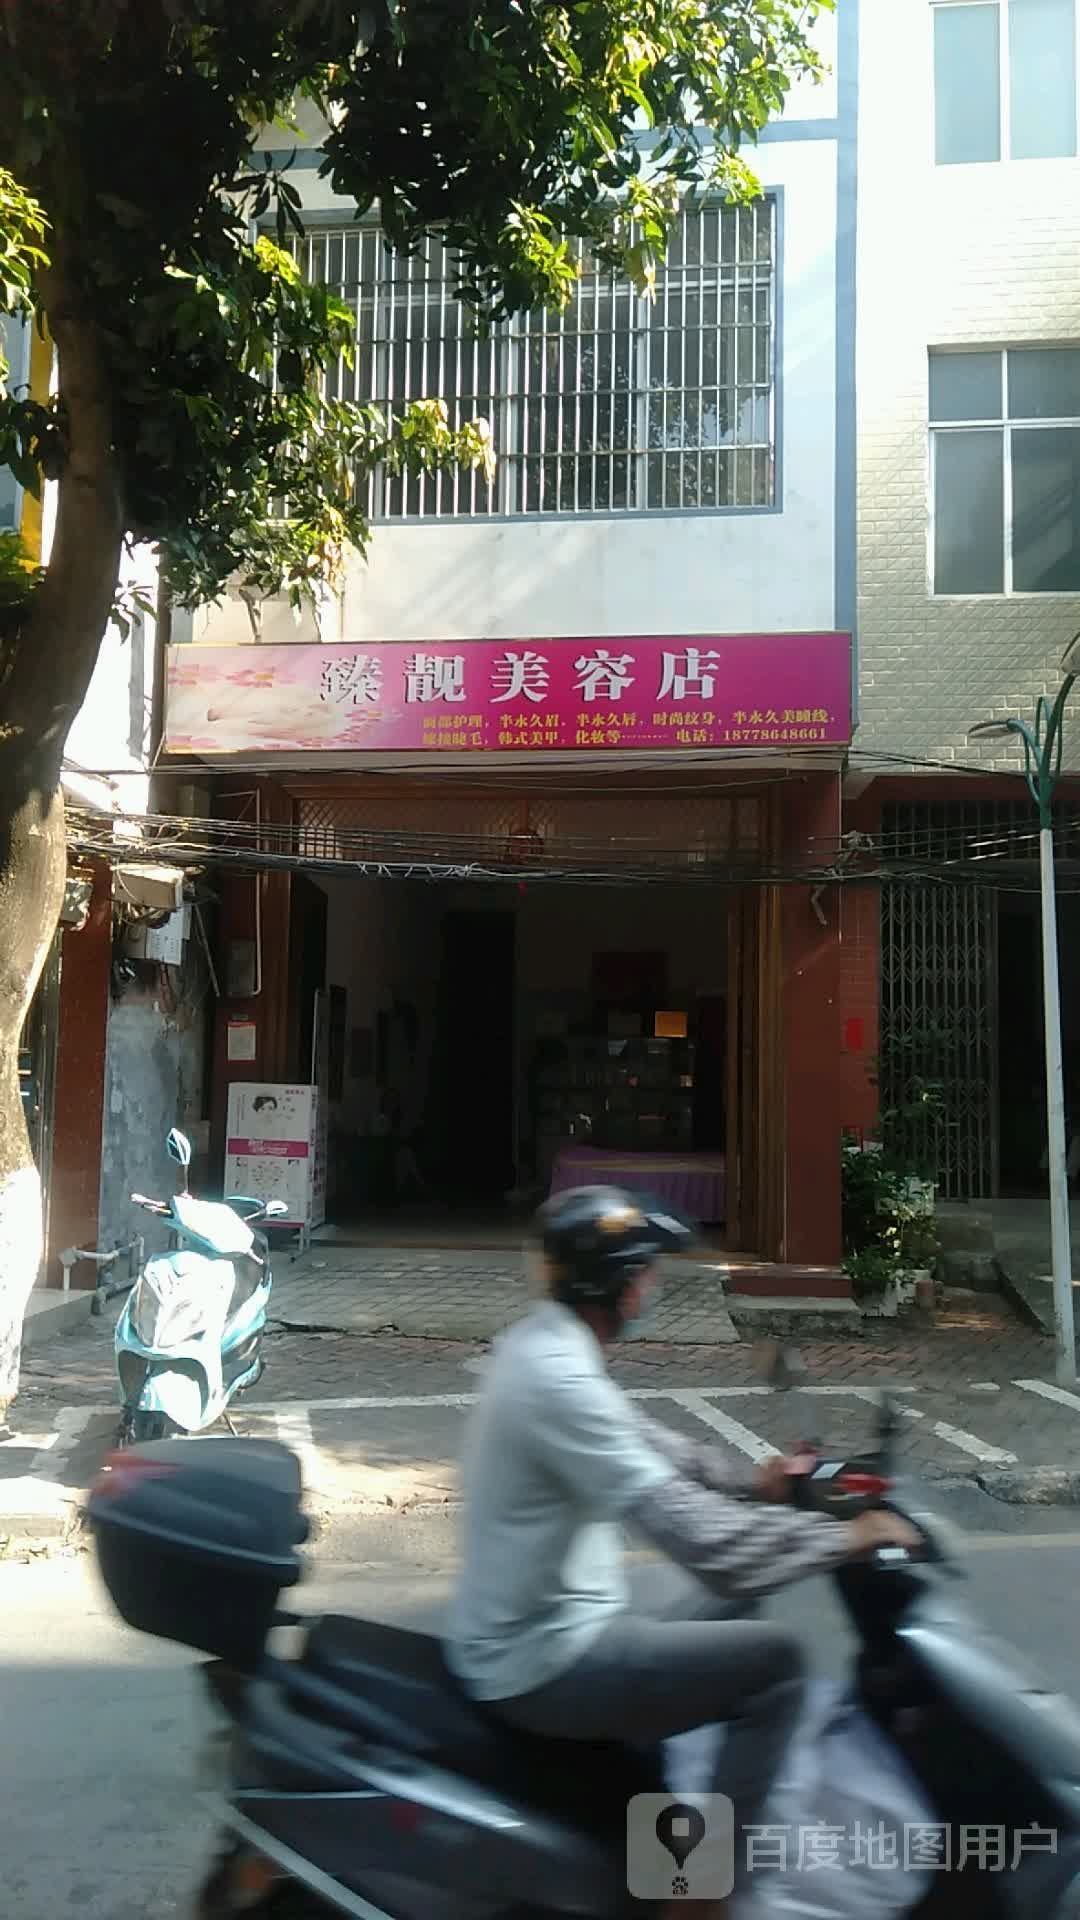 臻靓美容店
面部护理，半永久眉，半永久唇，时尚纹身，半永久美瞳线，
嫁接睫毛，韩式美甲，化妆等……… 电话：18778648661
百度地图用户